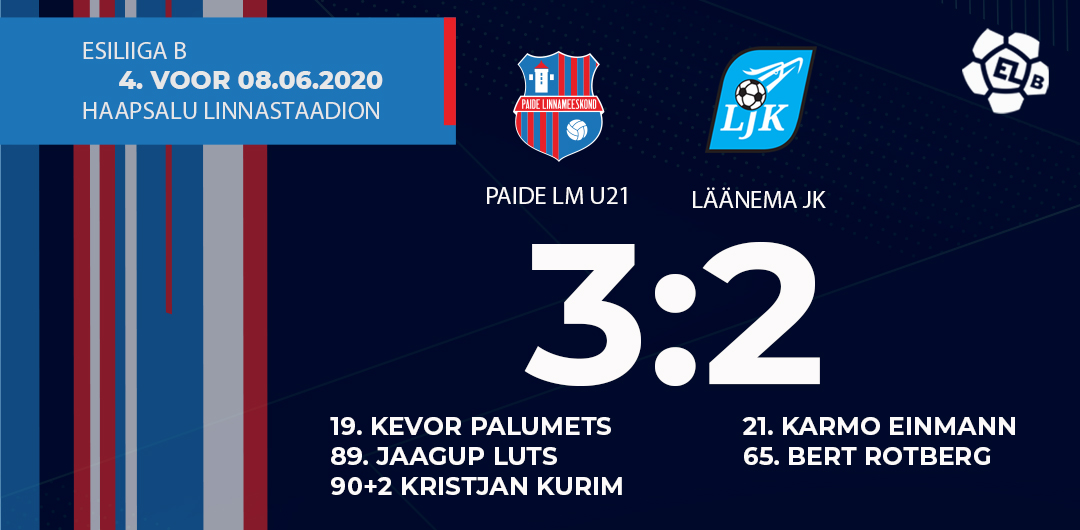 ESILIIGA B
4. VOOR 08.06.2020
HAAPSALU LINNASTAADION
PAIDE LINNAMEESKOND
LJK
ELB
PAIDE LM U21
LÄÄNEMA JK
3:2
19. KEVOR PALUMETS
89. JAAGUP LUTS
90+2 KRISTJAN KURIM
21. KARMO EINMANN
65. BERT ROTBERG